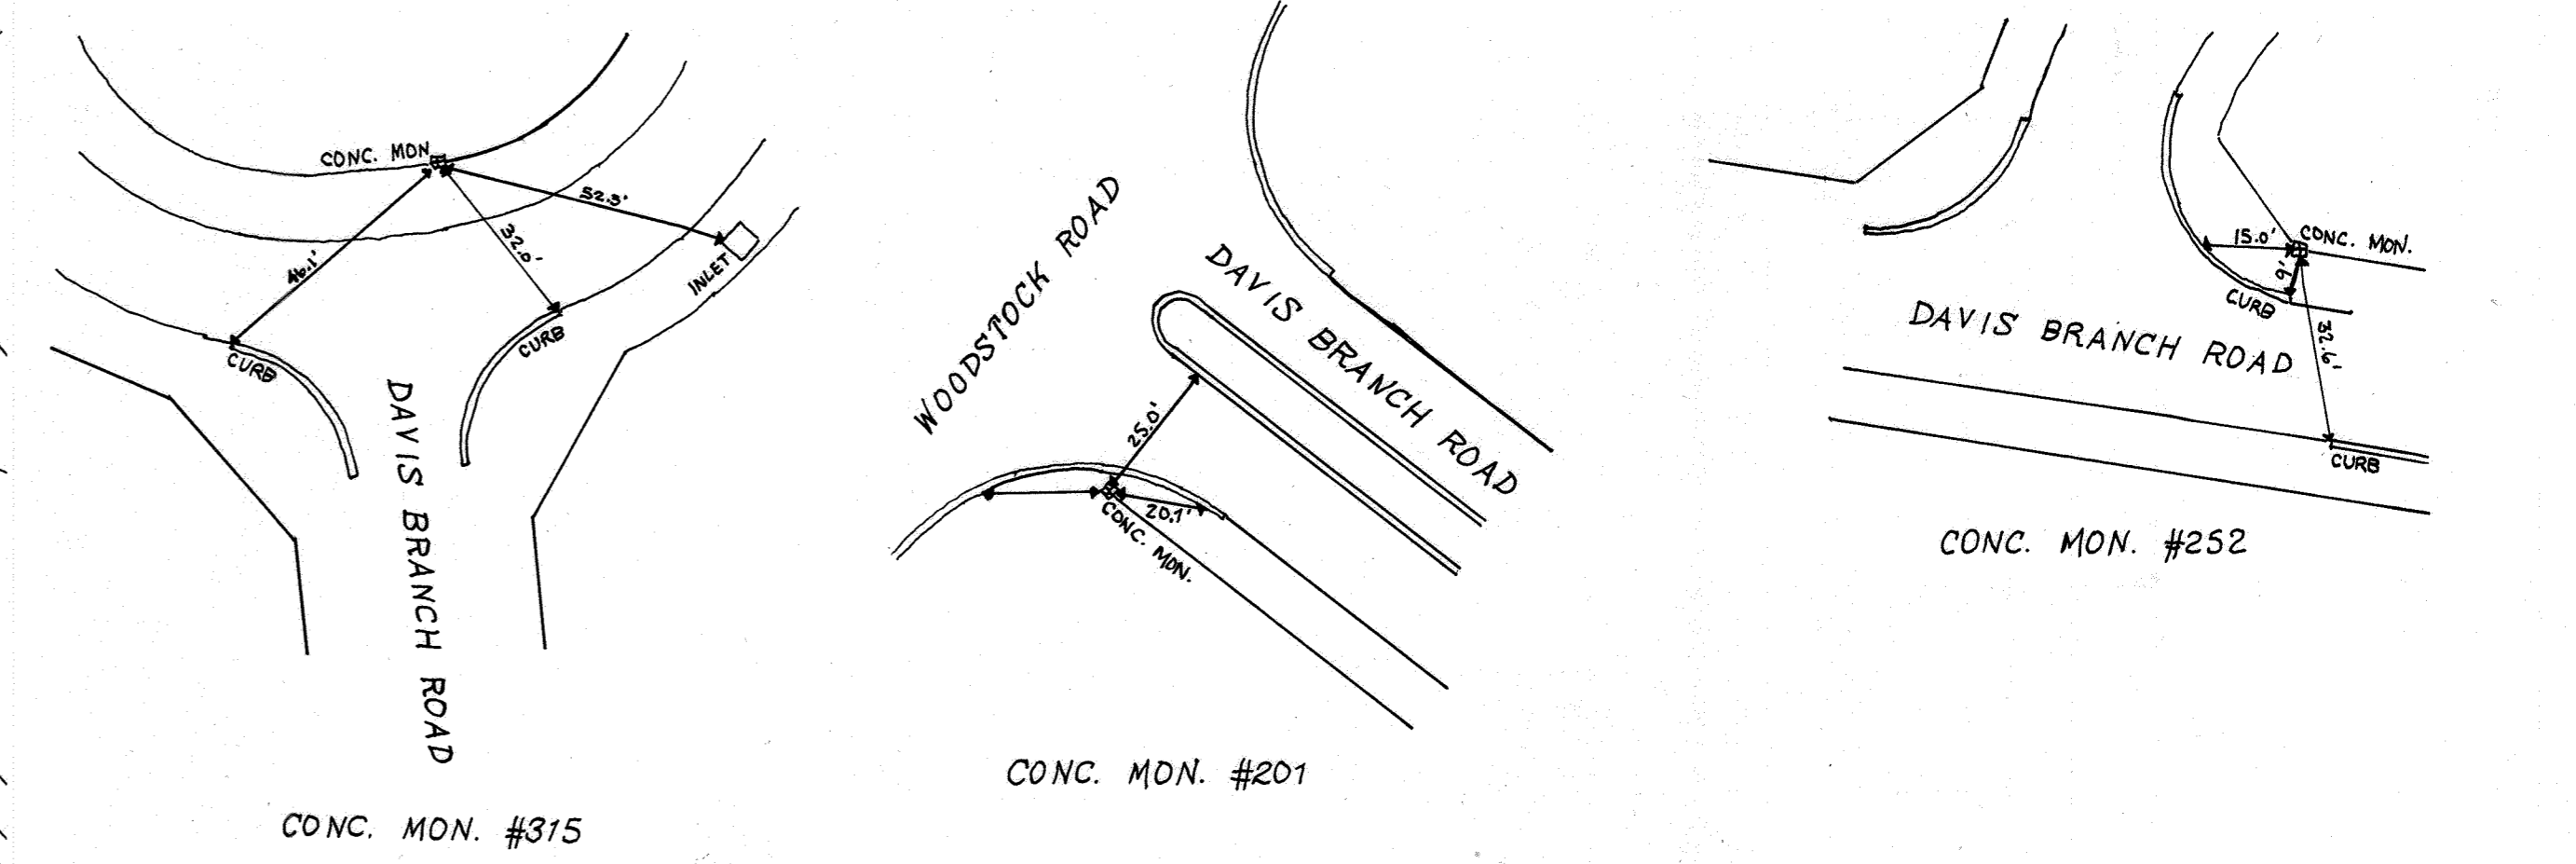 CONC. MON
52.3'
46.1'
32.0'
INLET
CURB
CURB
DAVIS BRANCH ROAD
CONC. MON. #315
WOODSTOCK ROAD
DAVIS BRANCH ROAD
25.0'
20.1'
CONC. MON.
CONC. MON. #201
15.0'
CONC. MON.
9'
CURB
DAVIS BRANCH ROAD
32.6'
CURB
CONC. MON. #252